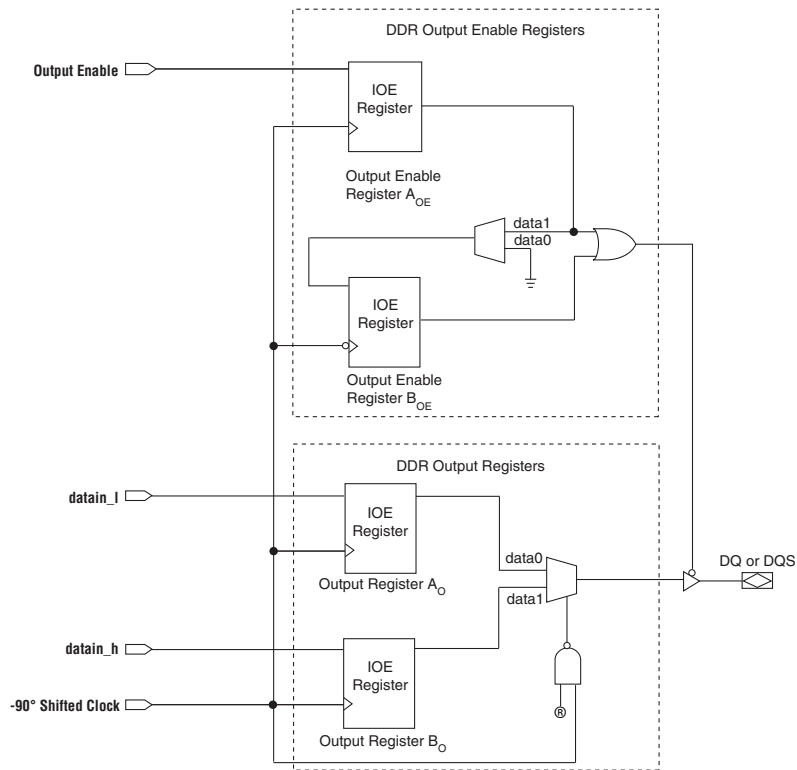 DDR Output Enable Registers
Output Enable
IOE
Register
Output Enable
Register A_OE
data1
data0
IOE
Register
Output Enable
Register B_OE
DDR Output Registers
datain_l
IOE
Register
Output Register A_O
data0
data1
DQ or DQS
datain_h
IOE
Register
-90° Shifted Clock
R
Output Register B_O